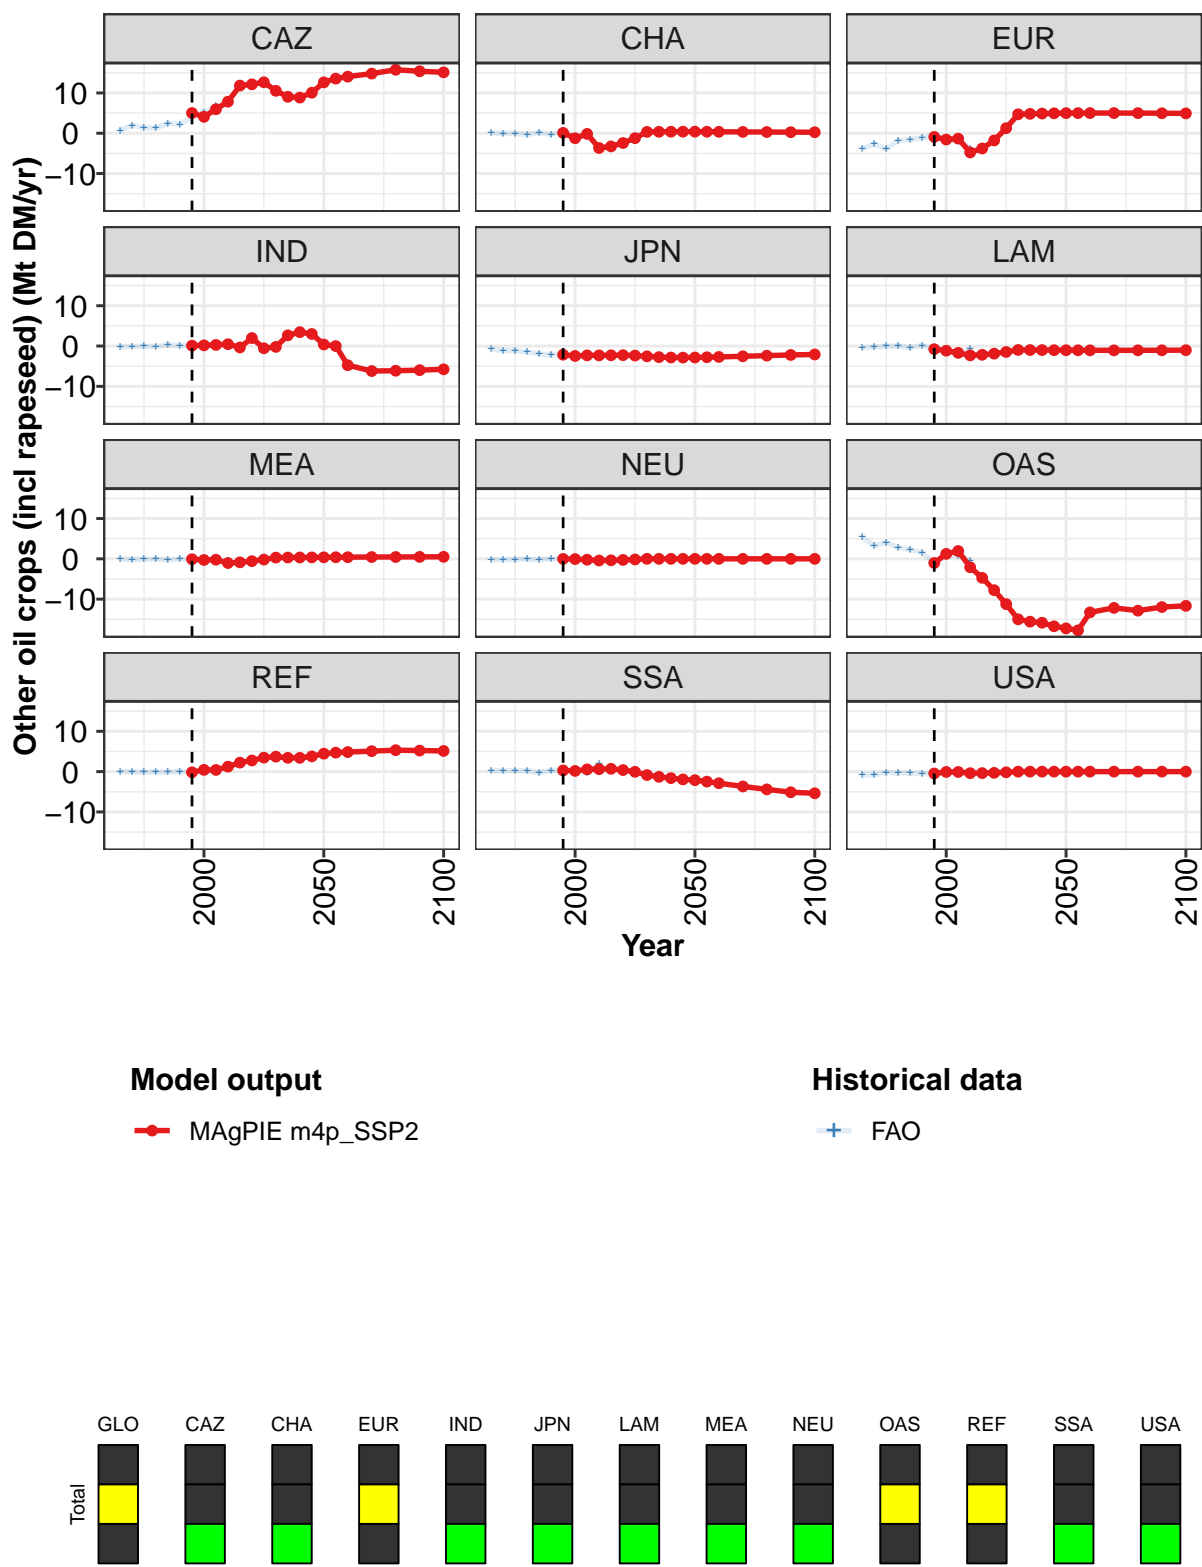 CAZ CHA EUR
10
0
−10
IND JPN LAM
10
0
−10
MEA NEU OAS
10
0
−10
REF SSA USA
10
0
−10
Other oil crops (incl rapeseed) (Mt DM/yr)
2000 2050 2100 2000 2050 2100 2000 2050 2100
Year
Model output Historical data
MAgPIE m4p_SSP2 FAO
GLO CAZ CHA EUR IND JPN LAM MEA NEU OAS REF SSA USA
Total